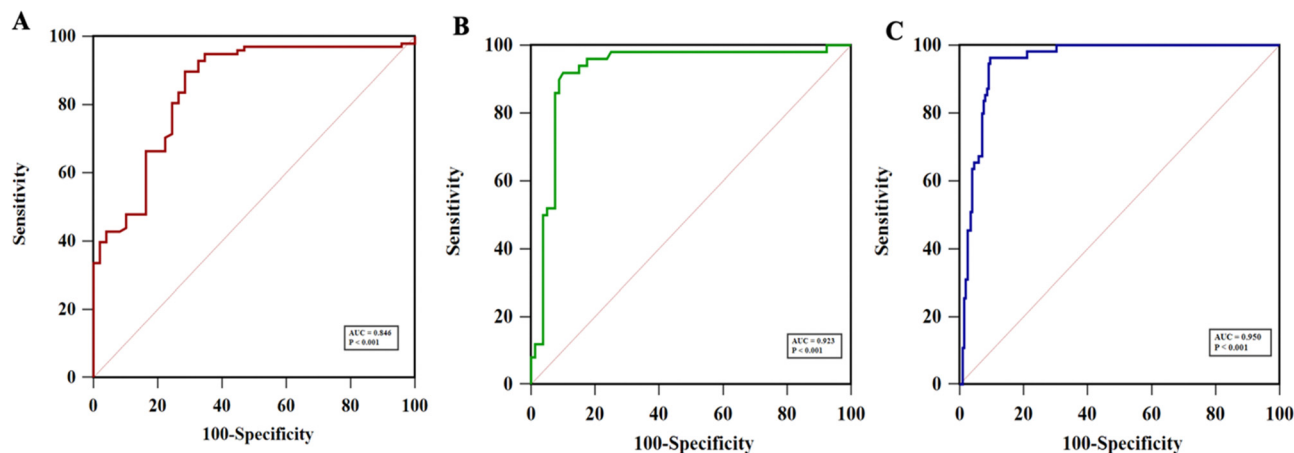 A
100
80
60
40
20
0
Sensitivity
0 20 40 60 80 100
100-Specificity
AUC = 0.846
P < 0.001
B
100
80
60
40
20
0
Sensitivity
0 20 40 60 80 100
100-Specificity
AUC = 0.923
P < 0.001
C
100
80
60
40
20
0
Sensitivity
0 20 40 60 80 100
100-Specificity
AUC = 0.950
P < 0.001